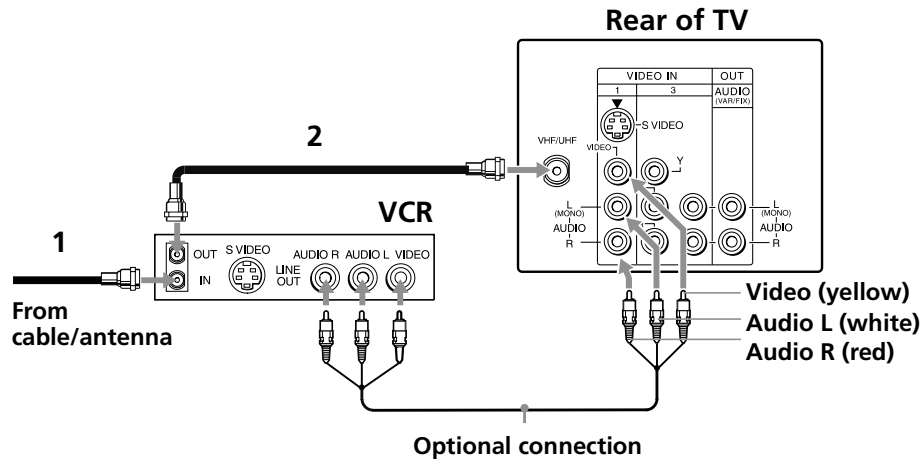 Rear of TV
VIDEO IN
OUT
1
3
AUDIO
(VAR/FIX)
S VIDEO
VHF/UHF
VIDEO
Y
L
(MONO)
AUDIO
R
L
(MONO)
AUDIO
R
2
VCR
1
OUT
IN
S VIDEO
LINE
OUT
AUDIO R
AUDIO L
VIDEO
From
cable/antenna
Video (yellow)
Audio L (white)
Audio R (red)
Optional connection